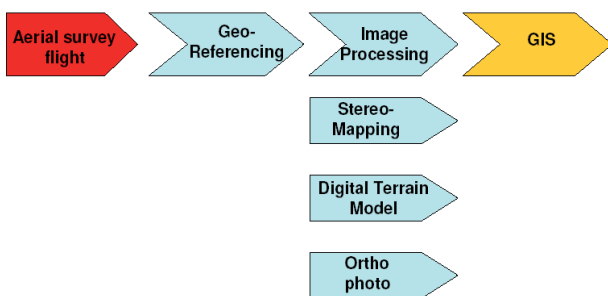 Aerial survey
flight
Geo-
Referencing
Image
Processing
GIS
Stereo-
Mapping
Digital Terrain
Model
Ortho
photo